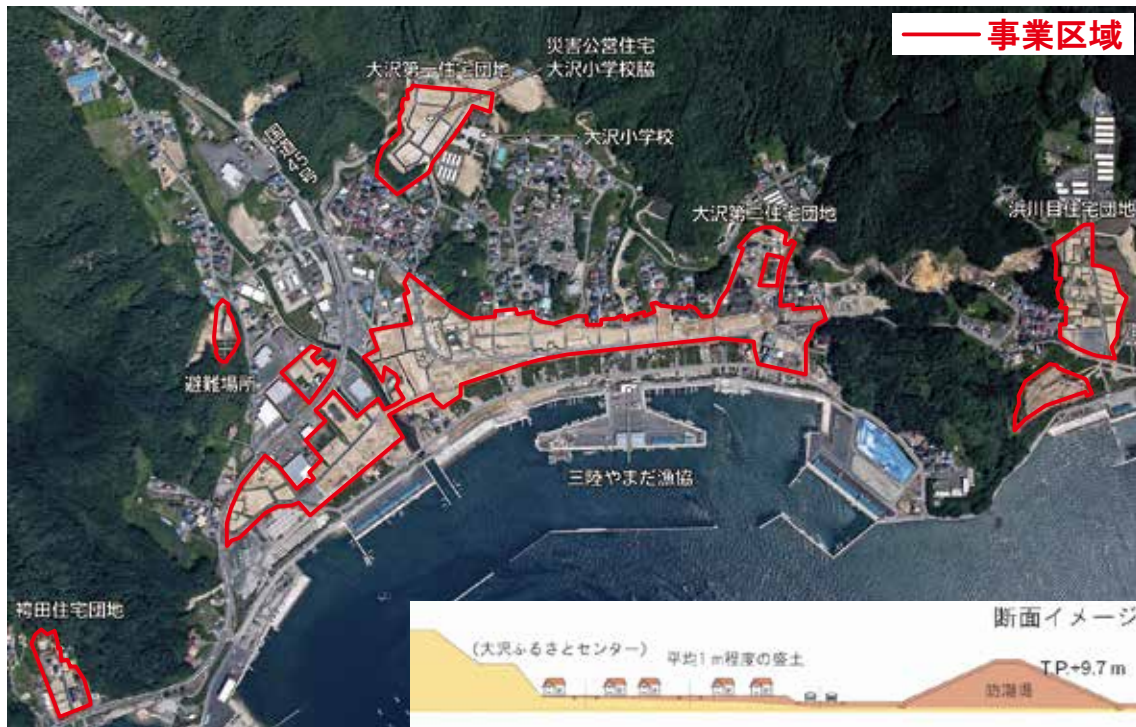 事業区域
災害公営住宅
大沢小学校脇
大沢第一住宅団地
国道45号
大沢小学校
大沢第二住宅団地
浜川目住宅団地
避難場所
三陸やまだ漁協
袴田住宅団地
断面イメージ
(大沢ふるさとセンター)
平均1m程度の盛土
T.P.+9.7m
防潮堤